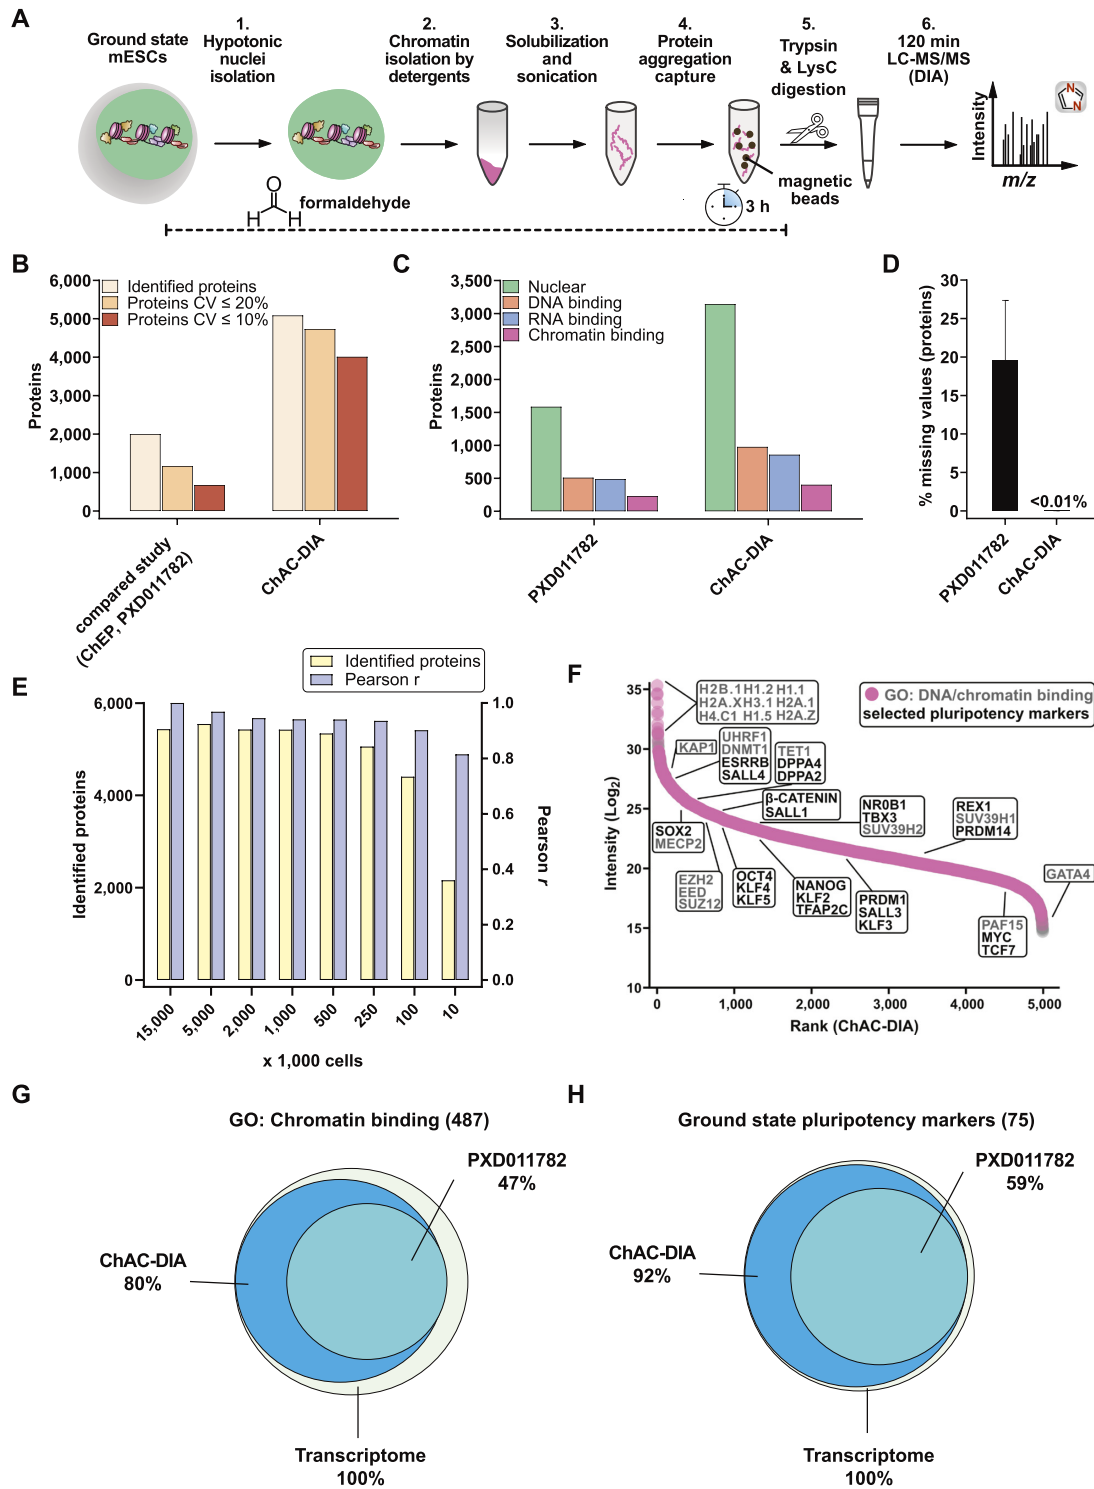 A
Ground state
mESCs
1.
Hypotonic
nuclei
isolation
2.
Chromatin
isolation by
detergents
3.
Solubilization
and
sonication
4.
Protein
aggregation
capture
5.
Trypsin
& LysC
digestion
6.
120 min
LC-MS/MS
(DIA)
O
H
H
formaldehyde
3 h
magnetic
beads
Intensity
m/z
N
N
B
Proteins
6,000
5,000
4,000
3,000
2,000
1,000
0
Identified proteins
Proteins CV ≤ 20%
Proteins CV ≤ 10%
compared study
(ChEP, PXD011782)
ChAC-DIA
C
Proteins
3,500
3,000
2,500
2,000
1,500
1,000
500
0
Nuclear
DNA binding
RNA binding
Chromatin binding
PXD011782
ChAC-DIA
D
% missing values (proteins)
30
25
20
15
10
5
0
<0.01%
PXD011782
ChAC-DIA
E
Identified proteins
Pearson r
Identified proteins
6,000
4,000
2,000
0
1.0
0.8
0.6
0.4
0.2
0.0
Pearson r
15,000
5,000
2,000
1,000
500
250
100
10
x 1,000 cells
F
Intensity (Log2)
35
30
25
20
15
10
GO: DNA/chromatin binding
selected pluripotency markers
H2B.1 H1.2 H1.1
H2A.X H3.1 H2A.1
H4.C1 H1.5 H2A.Z
KAP1
UHRF1
DNMT1
ESRRB
SALL4
TET1
DPPA4
DPPA2
β-CATENIN
SALL1
NR0B1
TBX3
SUV39H2
REX1
SUV39H1
PRDM14
SOX2
MECP2
EZH2
EED
SUZ12
OCT4
KLF4
KLF5
NANOG
KLF2
TFAP2C
PRDM1
SALL3
KLF3
GATA4
PAF15
MYC
TCF7
0
1,000
2,000
3,000
4,000
5,000
Rank (ChAC-DIA)
G
GO: Chromatin binding (487)
PXD011782
47%
ChAC-DIA
80%
Transcriptome
100%
H
Ground state pluripotency markers (75)
PXD011782
59%
ChAC-DIA
92%
Transcriptome
100%